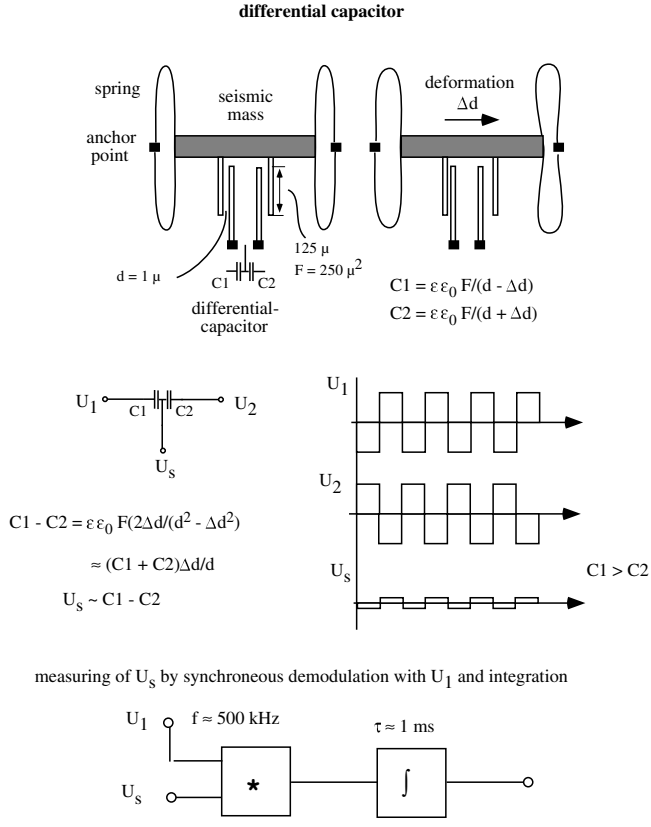 differential capacitor
spring
seismic
mass
deformation
Δd
anchor
point
125 μ
F = 250 μ²
d = 1 μ
C1 C2
differential-
capacitor
C1 = ε ε₀ F/(d - Δd)
C2 = ε ε₀ F/(d + Δd)
U₁ C1 C2 U₂
Uₛ
C1 - C2 = ε ε₀ F(2Δd/(d² - Δd²)
≈ (C1 + C2)Δd/d
Uₛ ~ C1 - C2
U₁
U₂
Uₛ
C1 > C2
measuring of Uₛ by synchroneous demodulation with U₁ and integration
U₁ f ≈ 500 kHz
τ ≈ 1 ms
Uₛ * ∫